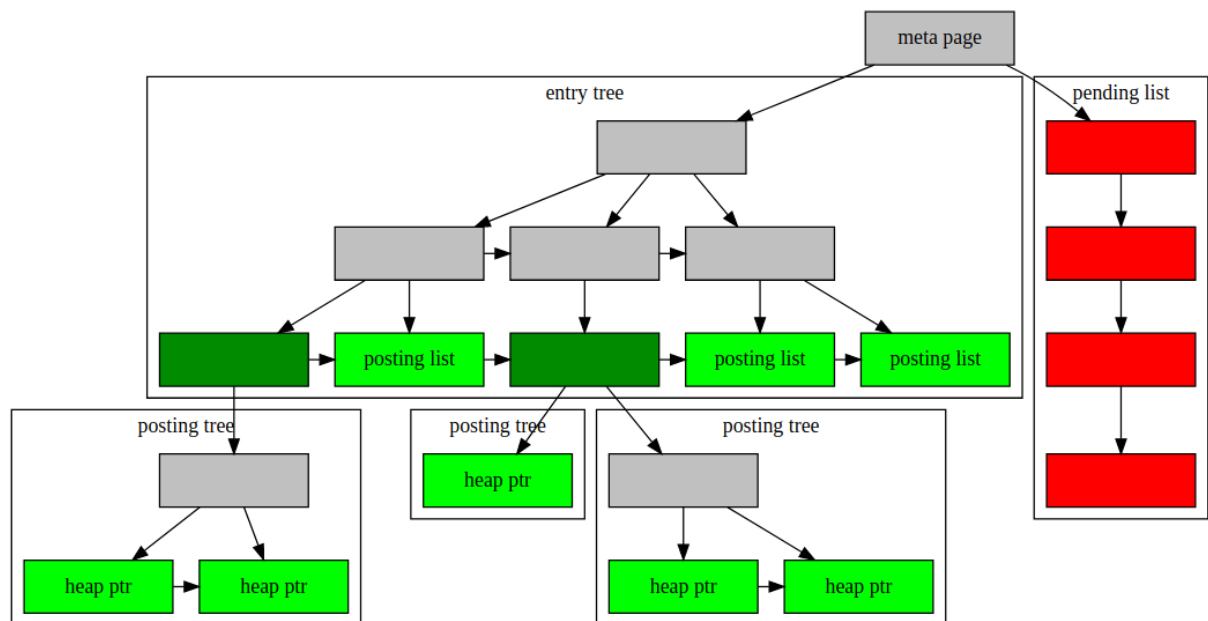 meta page
entry tree
pending list
posting list
posting list
posting list
posting tree
posting tree
posting tree
heap ptr
heap ptr
heap ptr
heap ptr
heap ptr